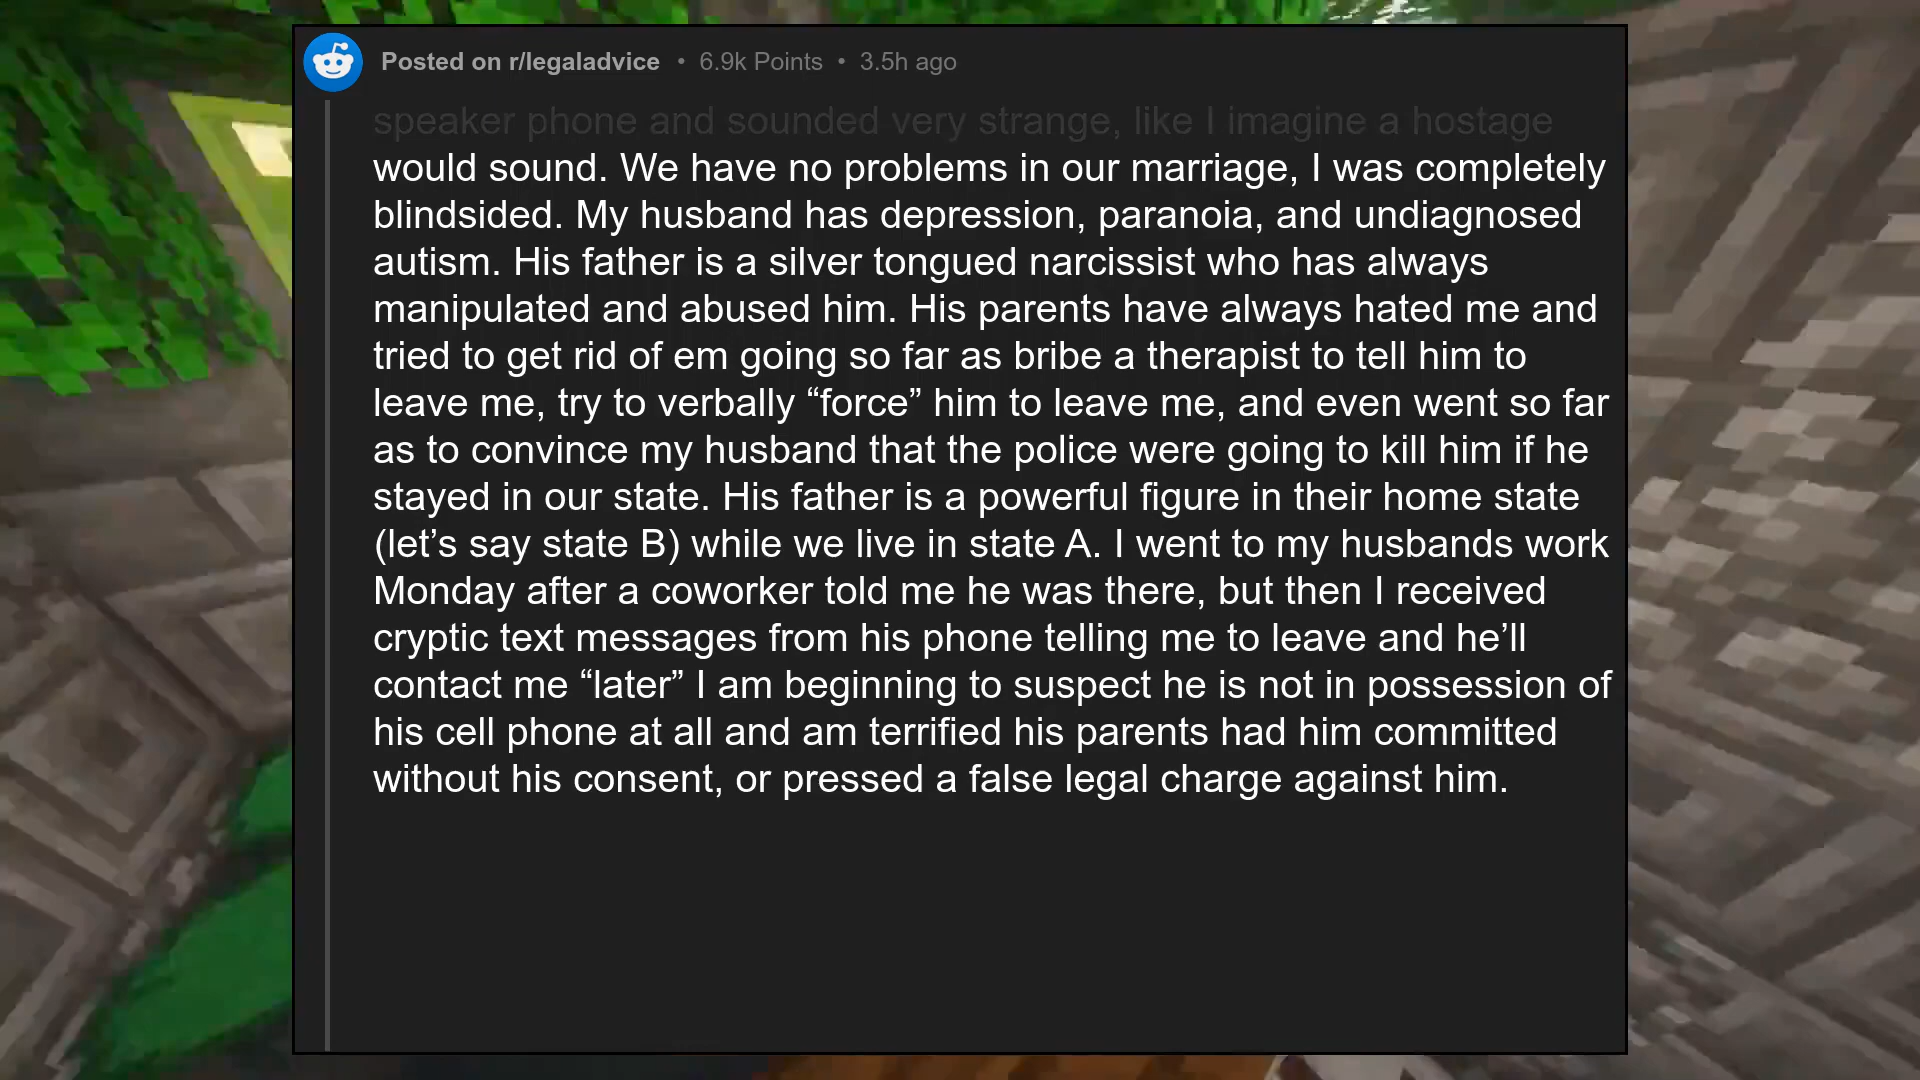 Posted on r/legaladvice • 6.9k Points • 3.5h ago
speaker phone and sounded very strange, like I imagine a hostage
would sound. We have no problems in our marriage, I was completely
blindsided. My husband has depression, paranoia, and undiagnosed
autism. His father is a silver tongued narcissist who has always
manipulated and abused him. His parents have always hated me and
tried to get rid of em going so far as bribe a therapist to tell him to
leave me, try to verbally “force” him to leave me, and even went so far
as to convince my husband that the police were going to kill him if he
stayed in our state. His father is a powerful figure in their home state
(let’s say state B) while we live in state A. I went to my husbands work
Monday after a coworker told me he was there, but then I received
cryptic text messages from his phone telling me to leave and he’ll
contact me “later” I am beginning to suspect he is not in possession of
his cell phone at all and am terrified his parents had him committed
without his consent, or pressed a false legal charge against him.